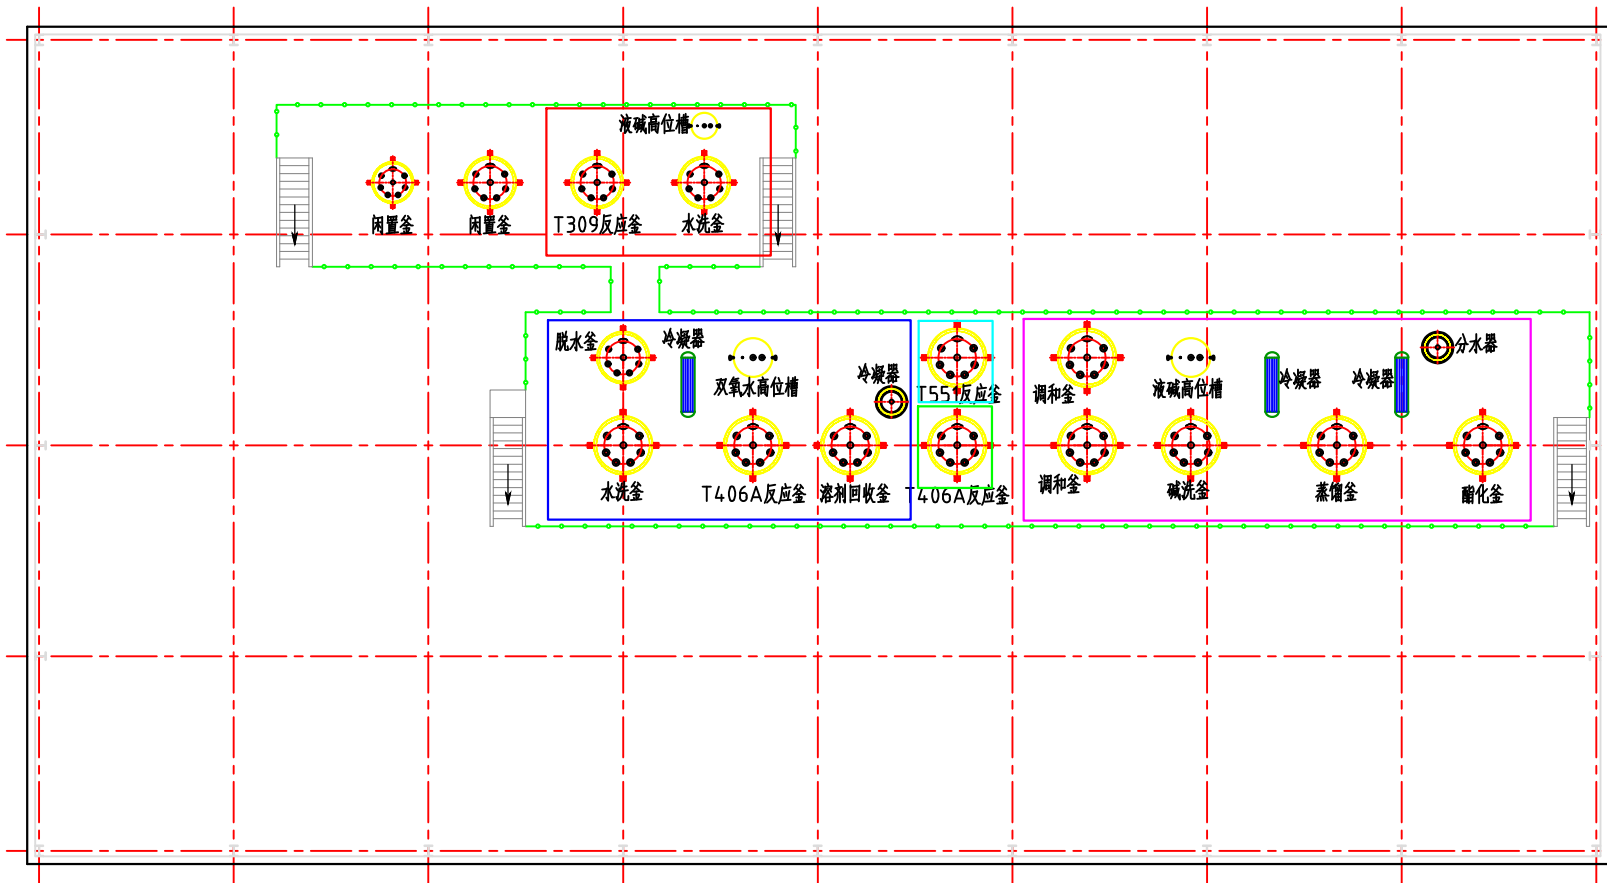 液碱高位槽
闲置釜
闲置釜
T309反应釜
水洗釜
脱水釜
冷凝器
双氧水高位槽
冷凝器
T551反应釜
调和釜
液碱高位槽
冷凝器
冷凝器
分水器
水洗釜
T406A反应釜
溶剂回收釜
T406A反应釜
调和釜
碱洗釜
蒸馏釜
酯化釜